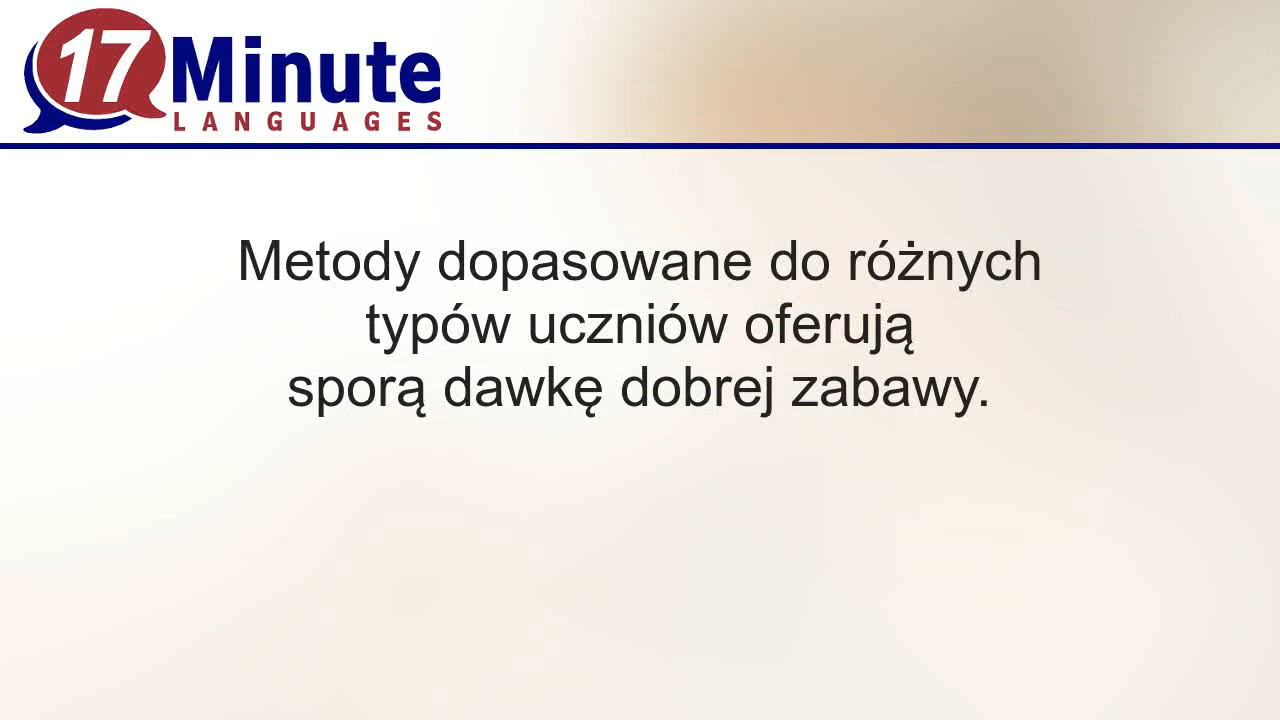 17 Minute
LANGUAGES
Metody dopasowane do różnych
typów uczniów oferują
sporą dawkę dobrej zabawy.